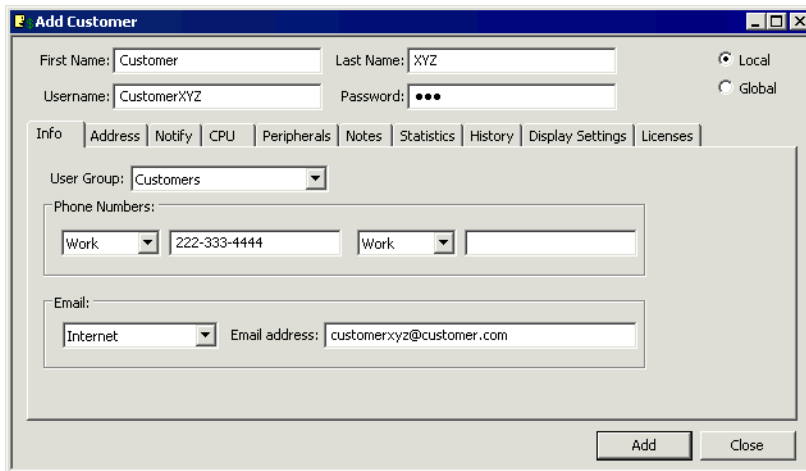 Add Customer
First Name: Customer Last Name: XYZ Local
Username: CustomerXYZ Password: ●●● Global
Info Address Notify CPU Peripherals Notes Statistics History Display Settings Licenses
User Group: Customers
Phone Numbers:
Work 222-333-4444 Work
Email:
Internet Email address: customerxyz@customer.com
Add Close